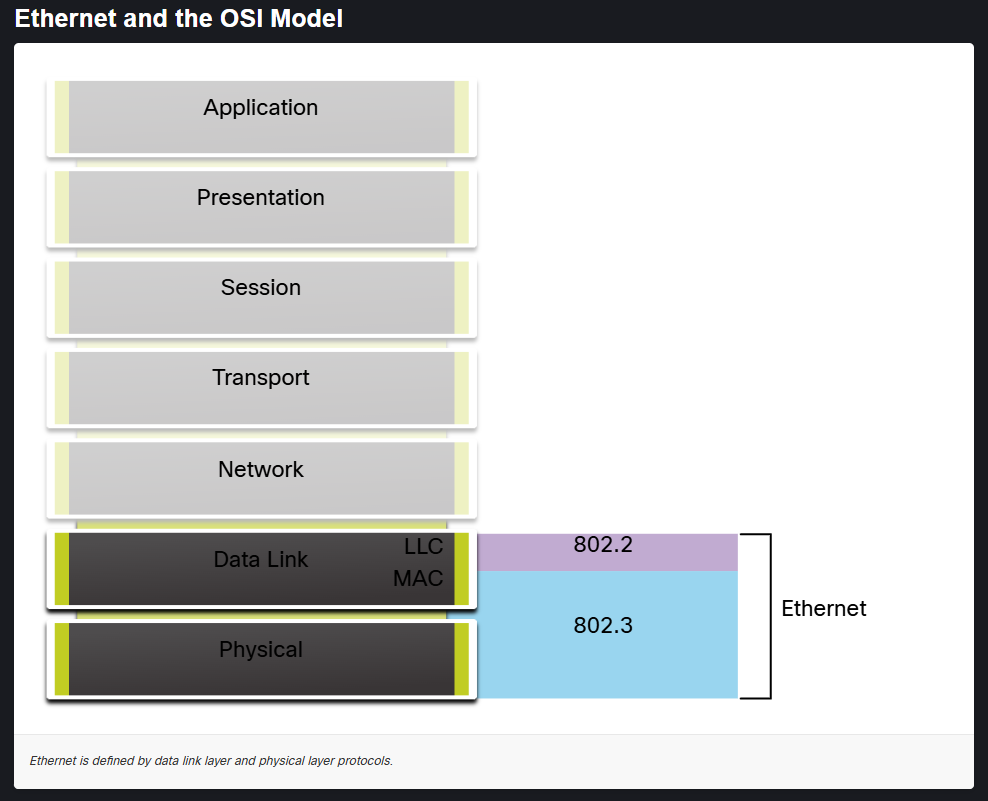 Ethernet and the OSI Model
Application
Presentation
Session
Transport
Network
Data Link
LLC
MAC
802.2
Physical
802.3
Ethernet
Ethernet is defined by data link layer and physical layer protocols.